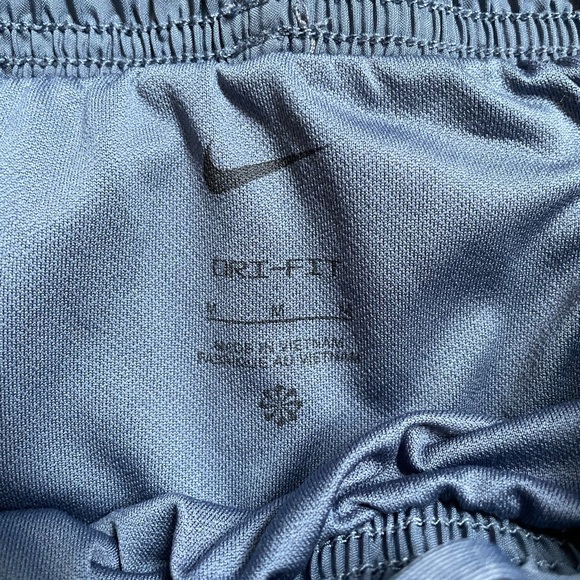 DRI-FIT
M M M
MADE IN VIETNAM
FABRIQUÉ AU VIETNAM